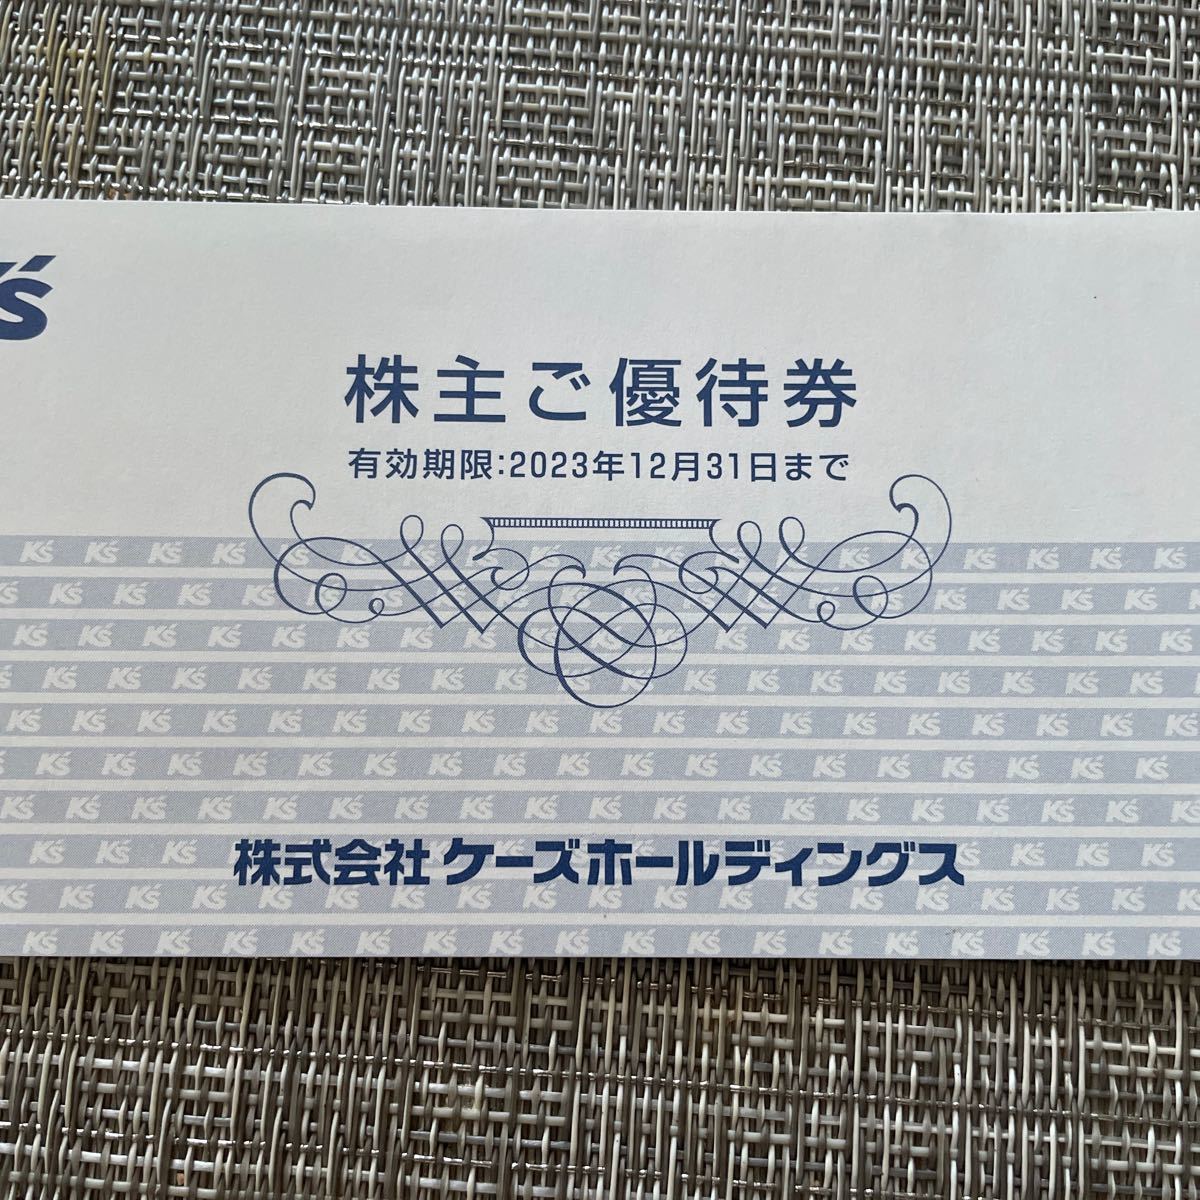 K's
株主ご優待券
有効期限:2023年12月31日まで
株式会社ケーズホールディングス